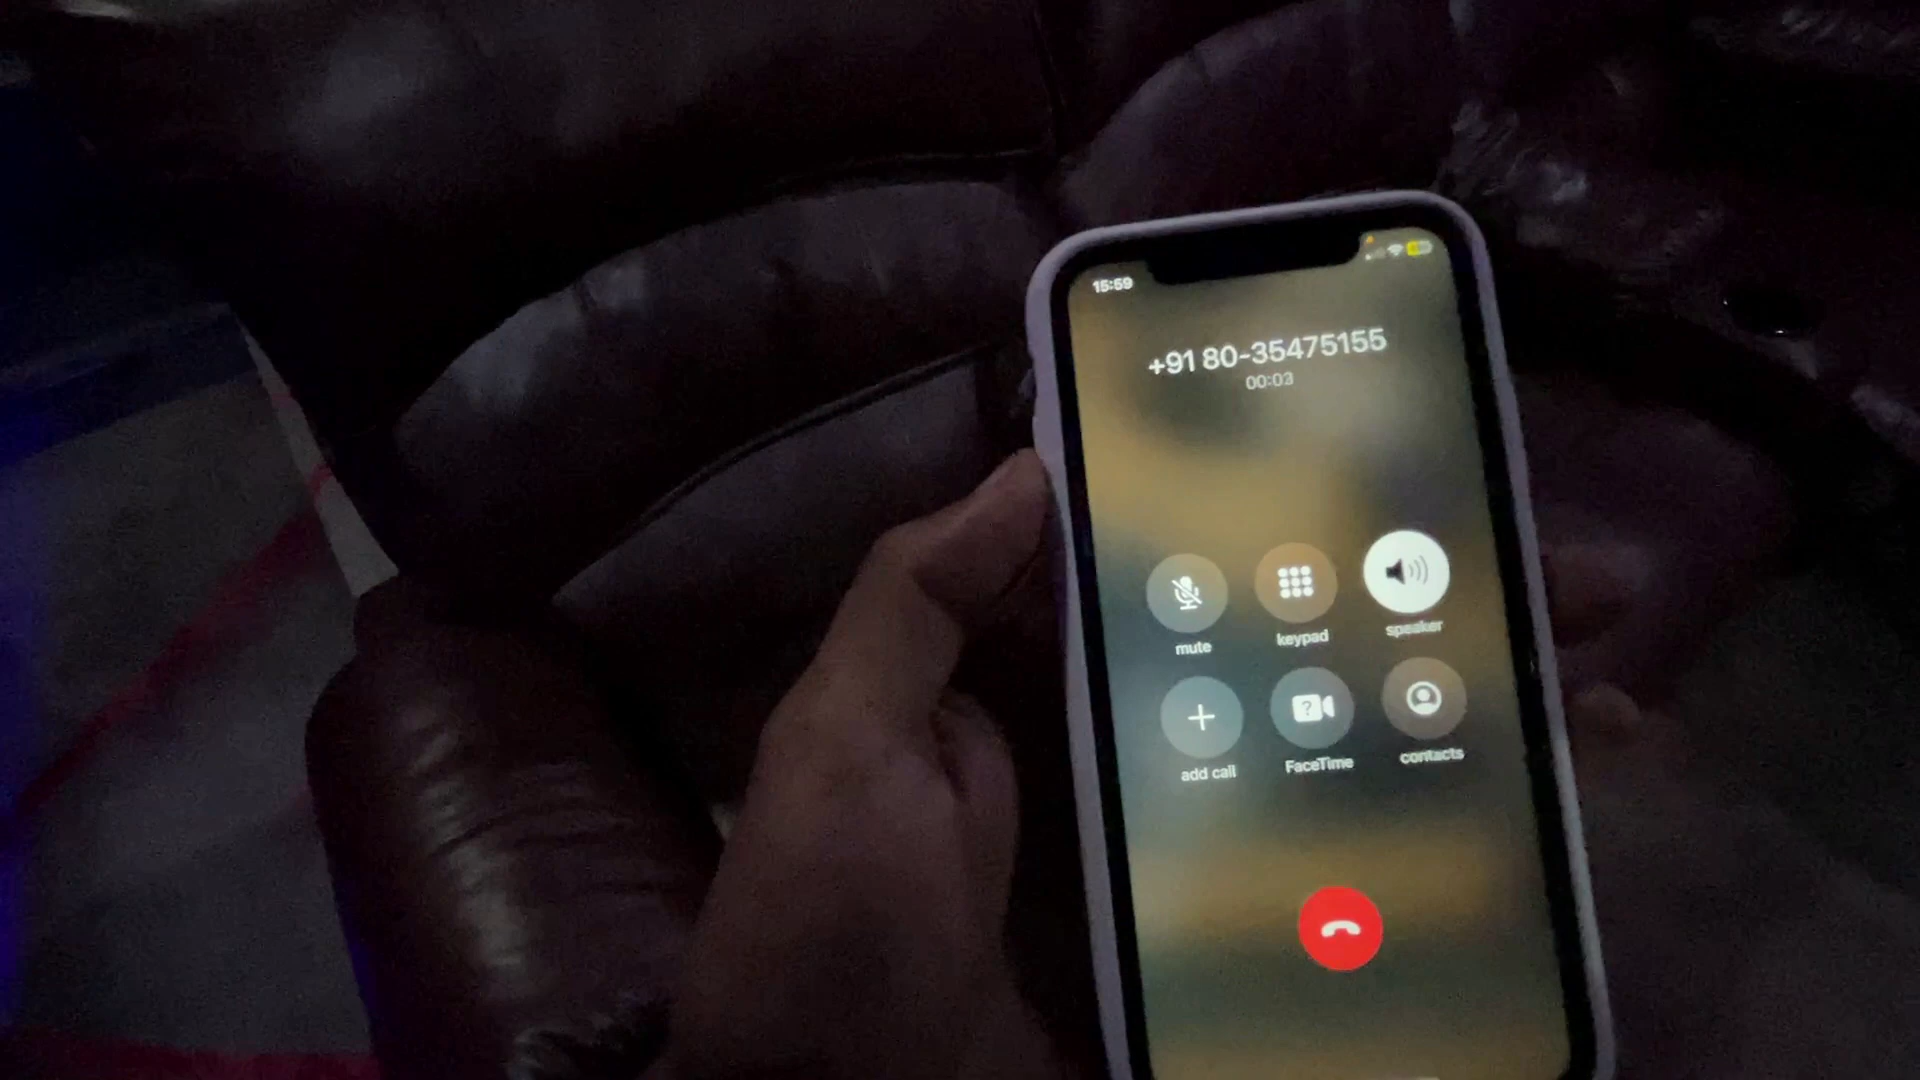 15:59
+91 80-35475155
00:03
mute
keypad
speaker
add call
FaceTime
contacts